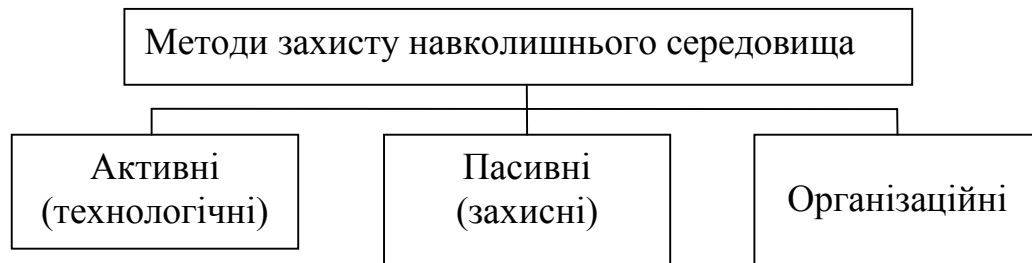 Методи захисту навколишнього середовища
Активні
(технологічні)
Пасивні
(захисні)
Організаційні